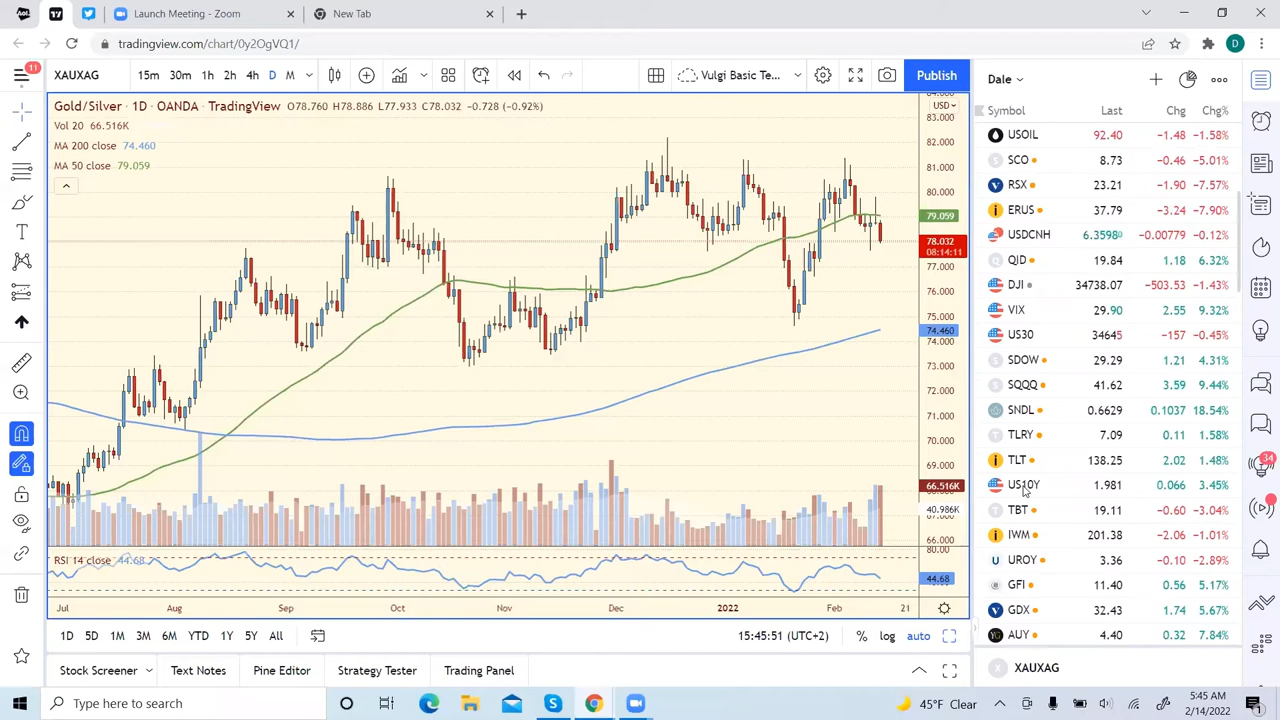 Launch Meeting - Zoom
New Tab
tradingview.com/chart/0y2OgVQ1/
11
XAUXAG
15m 30m 1h 2h 4h D M
Vulgi Basic Te...
Publish
Gold/Silver · 1D · OANDA · TradingView O78.760 H78.886 L77.933 C78.032 -0.728 (-0.92%)
Vol 20 66.516K
MA 200 close 74.460
MA 50 close 79.059
USD
83.000
82.000
81.000
80.000
79.059
78.032
08:14:11
77.000
76.000
75.000
74.460
74.000
73.000
72.000
71.000
70.000
69.000
66.516K
40.986K
66.000
80.00
RSI 14 close 44.68
44.68
Jul Aug Sep Oct Nov Dec 2022 Feb 21
1D 5D 1M 3M 6M YTD 1Y 5Y All
15:45:51 (UTC+2)
% log auto
Stock Screener Text Notes Pine Editor Strategy Tester Trading Panel
Dale
Symbol Last Chg Chg%
USOIL 92.40 -1.48 -1.58%
SCO 8.73 -0.46 -5.01%
RSX 23.21 -1.90 -7.57%
ERUS 37.79 -3.24 -7.90%
USDCNH 6.35980 -0.00779 -0.12%
QID 19.84 1.18 6.32%
DJI 34738.07 -503.53 -1.43%
VIX 29.90 2.55 9.32%
US30 34645 -157 -0.45%
SDOW 29.29 1.21 4.31%
SQQQ 41.62 3.59 9.44%
SNDL 0.6629 0.1037 18.54%
TLRY 7.09 0.11 1.58%
TLT 138.25 2.02 1.48%
US10Y 1.981 0.066 3.45%
TBT 19.11 -0.60 -3.04%
IWM 201.38 -2.06 -1.01%
UROY 3.36 -0.10 -2.89%
GFI 11.40 0.56 5.17%
GDX 32.43 1.74 5.67%
AUY 4.40 0.32 7.84%
XAUXAG
34
Type here to search
45°F Clear
5:45 AM
2/14/2022